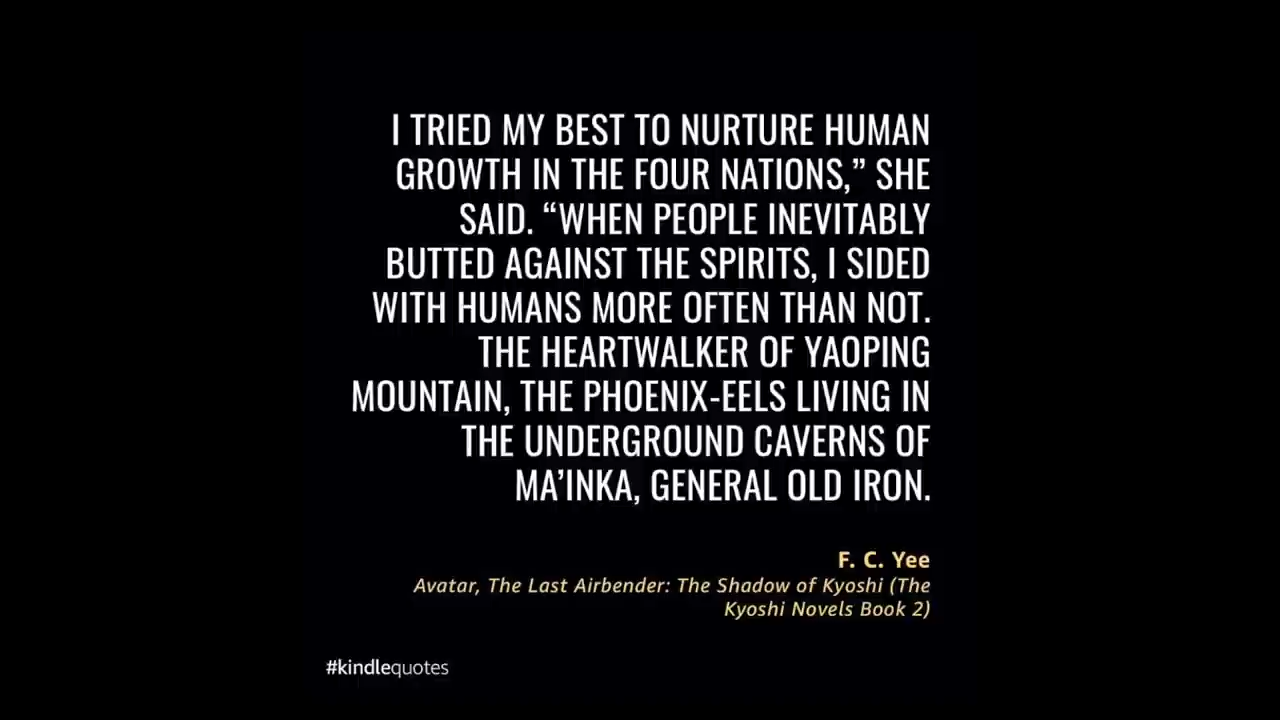 I TRIED MY BEST TO NURTURE HUMAN
GROWTH IN THE FOUR NATIONS,” SHE
SAID. “WHEN PEOPLE INEVITABLY
BUTTED AGAINST THE SPIRITS, I SIDED
WITH HUMANS MORE OFTEN THAN NOT.
THE HEARTWALKER OF YAOPING
MOUNTAIN, THE PHOENIX-EELS LIVING IN
THE UNDERGROUND CAVERNS OF
MA’INKA, GENERAL OLD IRON.
F. C. Yee
Avatar, The Last Airbender: The Shadow of Kyoshi (The
Kyoshi Novels Book 2)
#kindlequotes